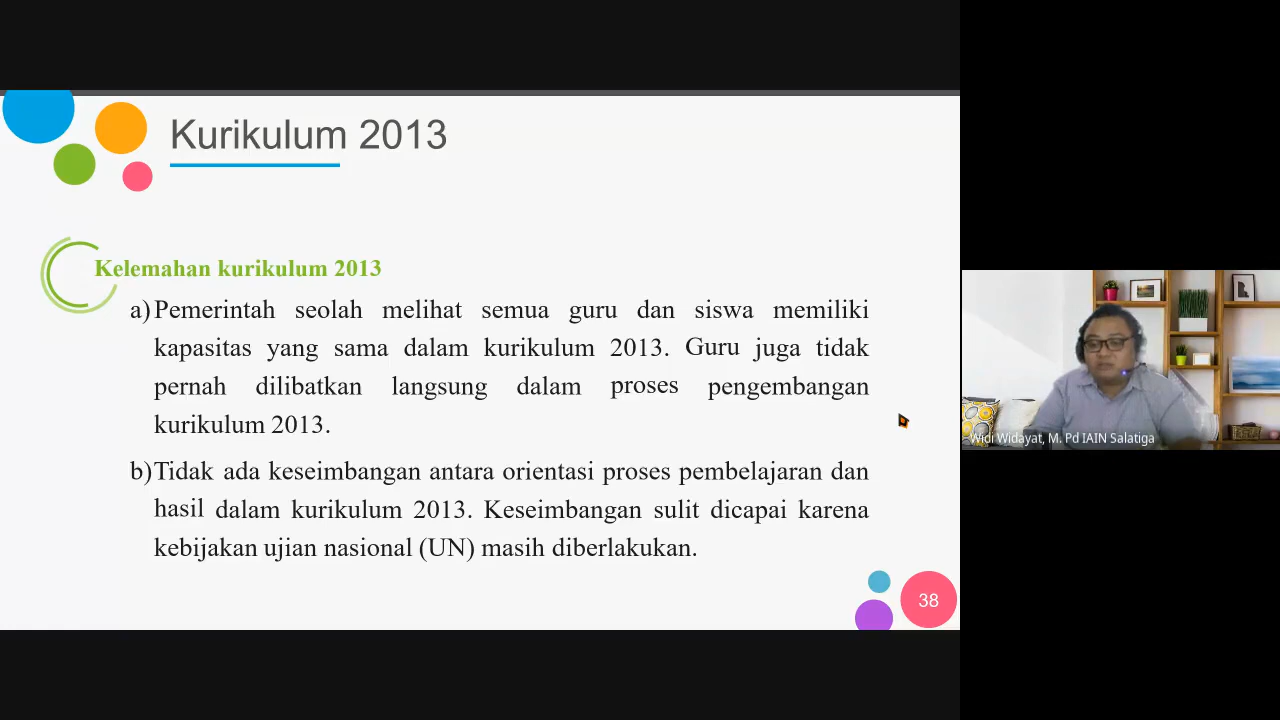 Kurikulum 2013
Kelemahan kurikulum 2013
a) Pemerintah seolah melihat semua guru dan siswa memiliki
kapasitas yang sama dalam kurikulum 2013. Guru juga tidak
pernah dilibatkan langsung dalam proses pengembangan
kurikulum 2013.
b) Tidak ada keseimbangan antara orientasi proses pembelajaran dan
hasil dalam kurikulum 2013. Keseimbangan sulit dicapai karena
kebijakan ujian nasional (UN) masih diberlakukan.
38
Widi Widayat, M. Pd IAIN Salatiga